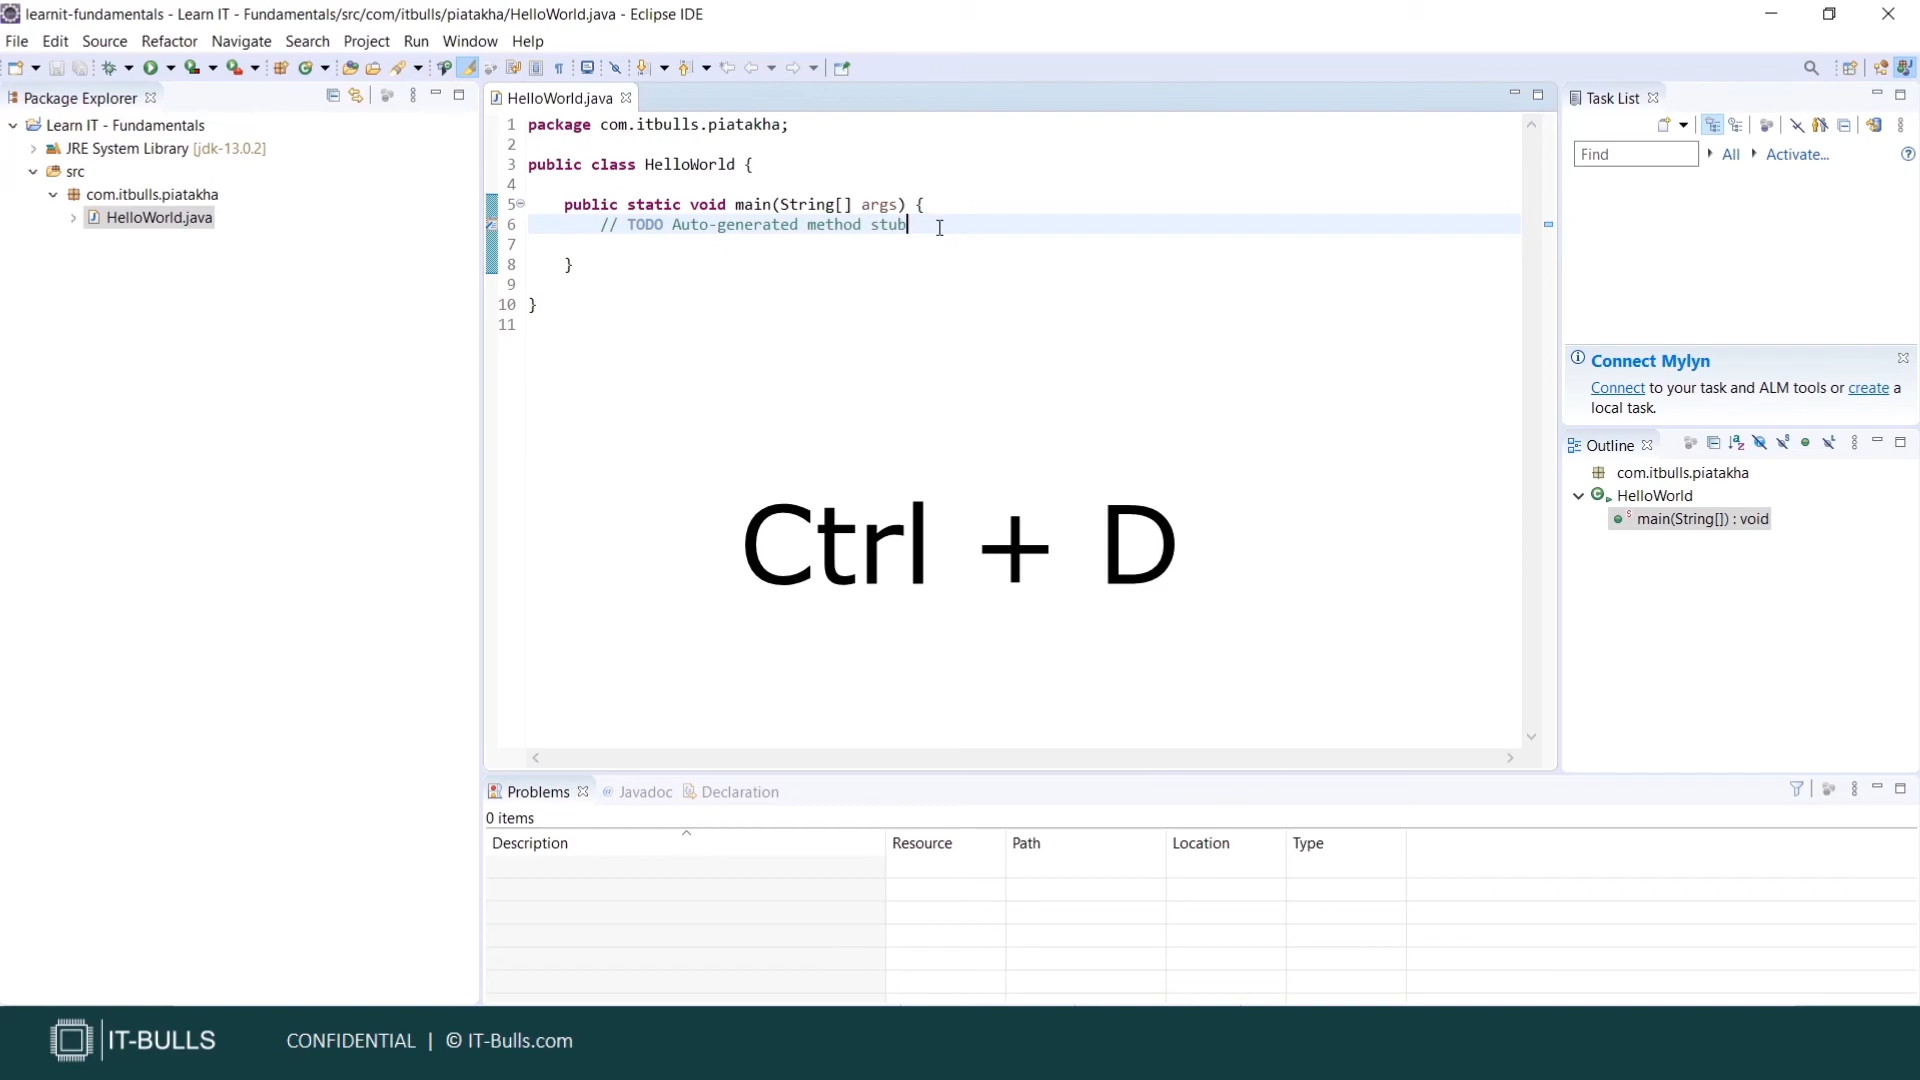 learnit-fundamentals - Learn IT - Fundamentals/src/com/itbulls/piatakha/HelloWorld.java - Eclipse IDE
File Edit Source Refactor Navigate Search Project Run Window Help
Package Explorer
Learn IT - Fundamentals
JRE System Library [jdk-13.0.2]
src
com.itbulls.piatakha
HelloWorld.java
HelloWorld.java
1 package com.itbulls.piatakha;
2
3 public class HelloWorld {
4
5 public static void main(String[] args) {
6 // TODO Auto-generated method stub
7
8 }
9
10 }
11
Ctrl + D
Task List
Find All Activate...
Connect Mylyn
Connect to your task and ALM tools or create a
local task.
Outline
com.itbulls.piatakha
HelloWorld
main(String[]) : void
Problems Javadoc Declaration
0 items
Description Resource Path Location Type
IT-BULLS CONFIDENTIAL | © IT-Bulls.com